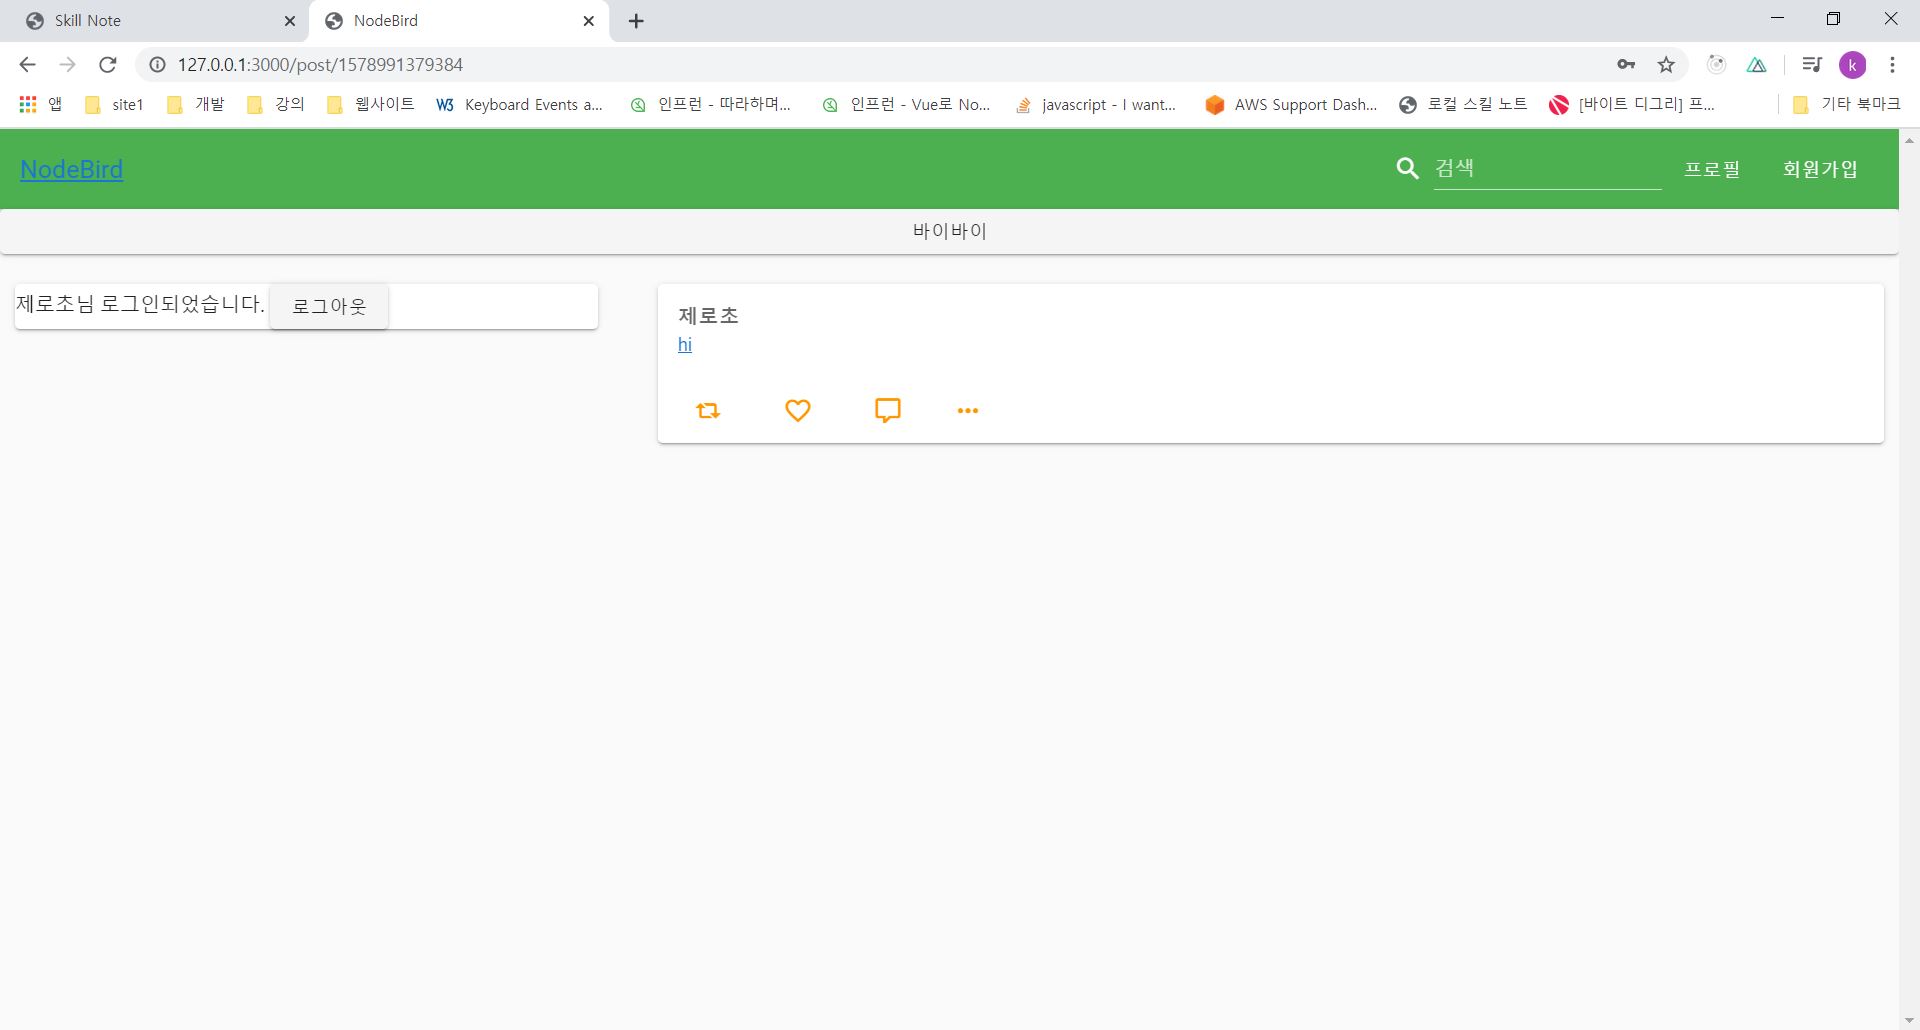 Skill Note
NodeBird
127.0.0.1:3000/post/1578991379384
k
앱
site1
개발
강의
웹사이트
W3 Keyboard Events a...
인프런 - 따라하며...
인프런 - Vue로 No...
javascript - I want...
AWS Support Dash...
로컬 스킬 노트
[바이트 디그리] 프...
기타 북마크
NodeBird
검색
프로필
회원가입
바이바이
제로초님 로그인되었습니다. 로그아웃
제로초
hi